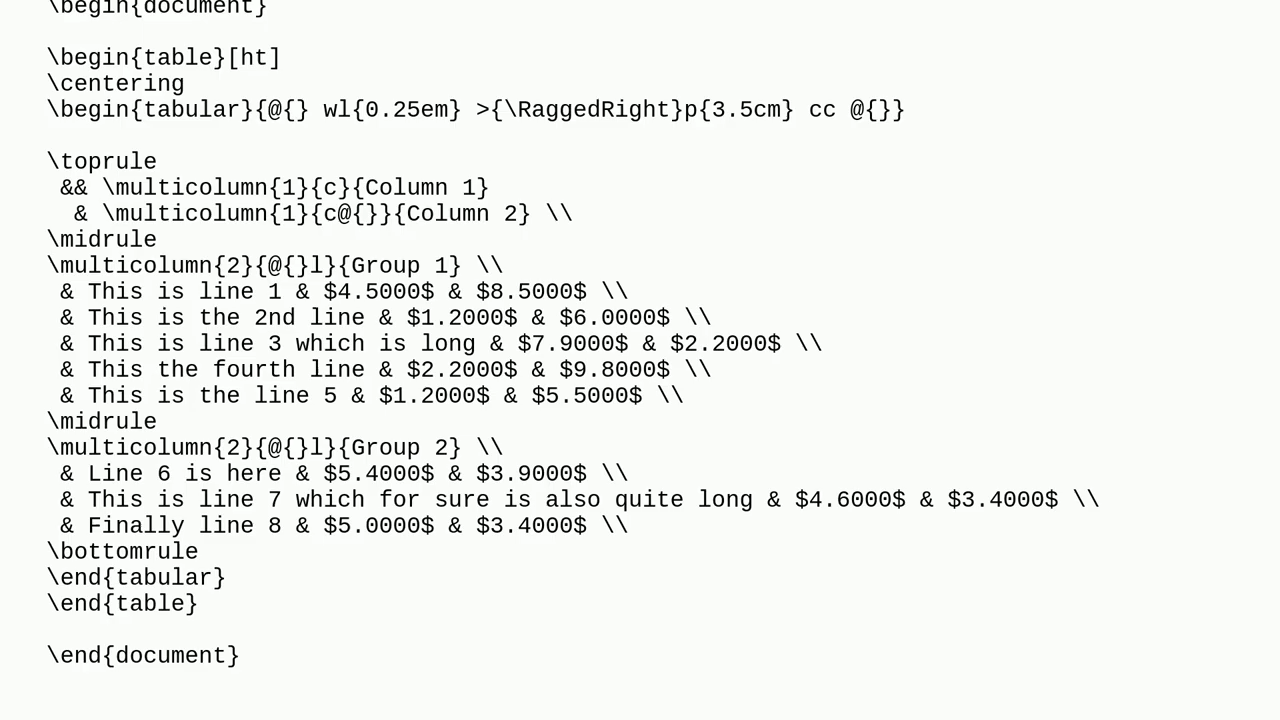 \begin{document}
\begin{table}[ht]
\centering
\begin{tabular}{@{} wl{0.25em} >{\RaggedRight}p{3.5cm} cc @{}}
\toprule
&& \multicolumn{1}{c}{Column 1}
& \multicolumn{1}{c@{}}{Column 2} \\
\midrule
\multicolumn{2}{@{}l}{Group 1} \\
& This is line 1 & $4.5000$ & $8.5000$ \\
& This is the 2nd line & $1.2000$ & $6.0000$ \\
& This is line 3 which is long & $7.9000$ & $2.2000$ \\
& This the fourth line & $2.2000$ & $9.8000$ \\
& This is the line 5 & $1.2000$ & $5.5000$ \\
\midrule
\multicolumn{2}{@{}l}{Group 2} \\
& Line 6 is here & $5.4000$ & $3.9000$ \\
& This is line 7 which for sure is also quite long & $4.6000$ & $3.4000$ \\
& Finally line 8 & $5.0000$ & $3.4000$ \\
\bottomrule
\end{tabular}
\end{table}
\end{document}